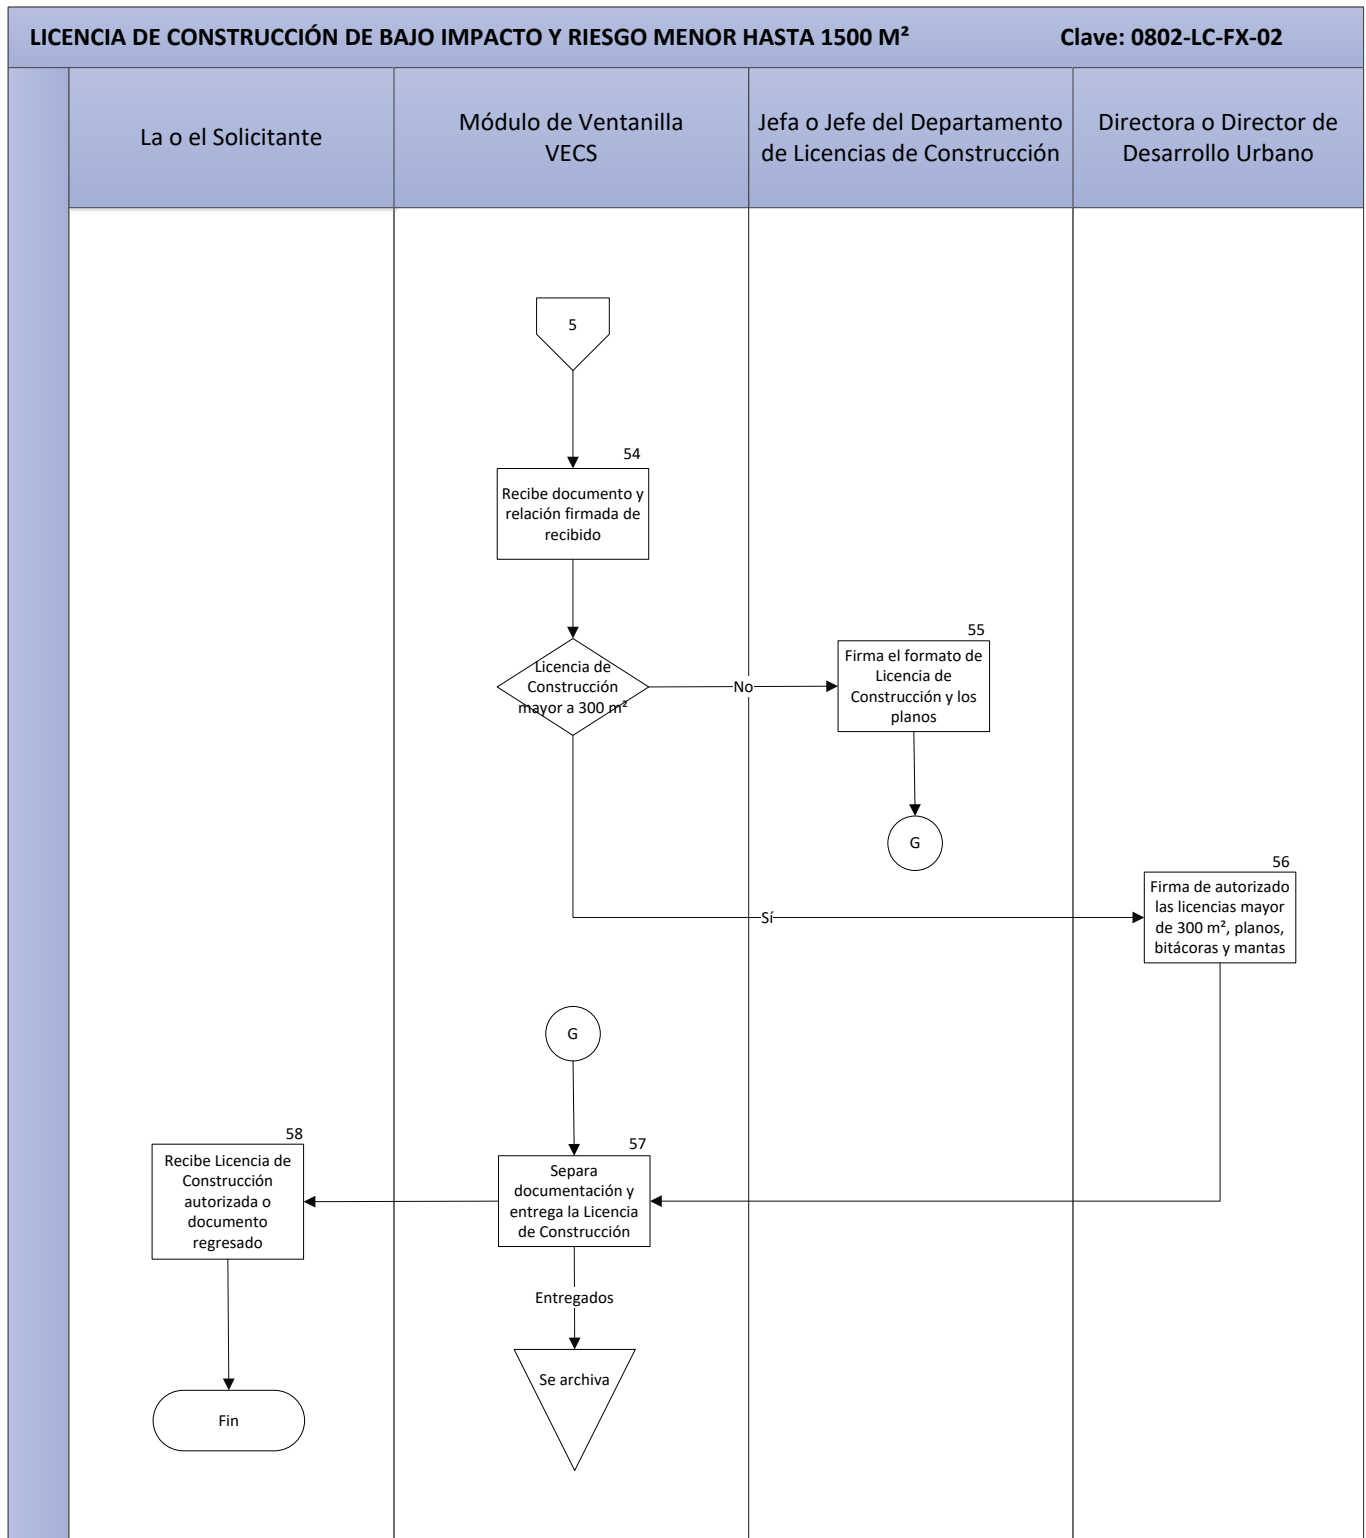 LICENCIA DE CONSTRUCCIÓN DE BAJO IMPACTO Y RIESGO MENOR HASTA 1500 M² Clave: 0802-LC-FX-02
La o el Solicitante
Módulo de Ventanilla
VECS
Jefa o Jefe del Departamento
de Licencias de Construcción
Directora o Director de
Desarrollo Urbano
5
54
Recibe documento y
relación firmada de
recibido
Licencia de
Construcción
mayor a 300 m²
No
55
Firma el formato de
Licencia de
Construcción y los
planos
G
Sí
56
Firma de autorizado
las licencias mayor
de 300 m², planos,
bitácoras y mantas
G
57
Separa
documentación y
entrega la Licencia
de Construcción
58
Recibe Licencia de
Construcción
autorizada o
documento
regresado
Entregados
Se archiva
Fin